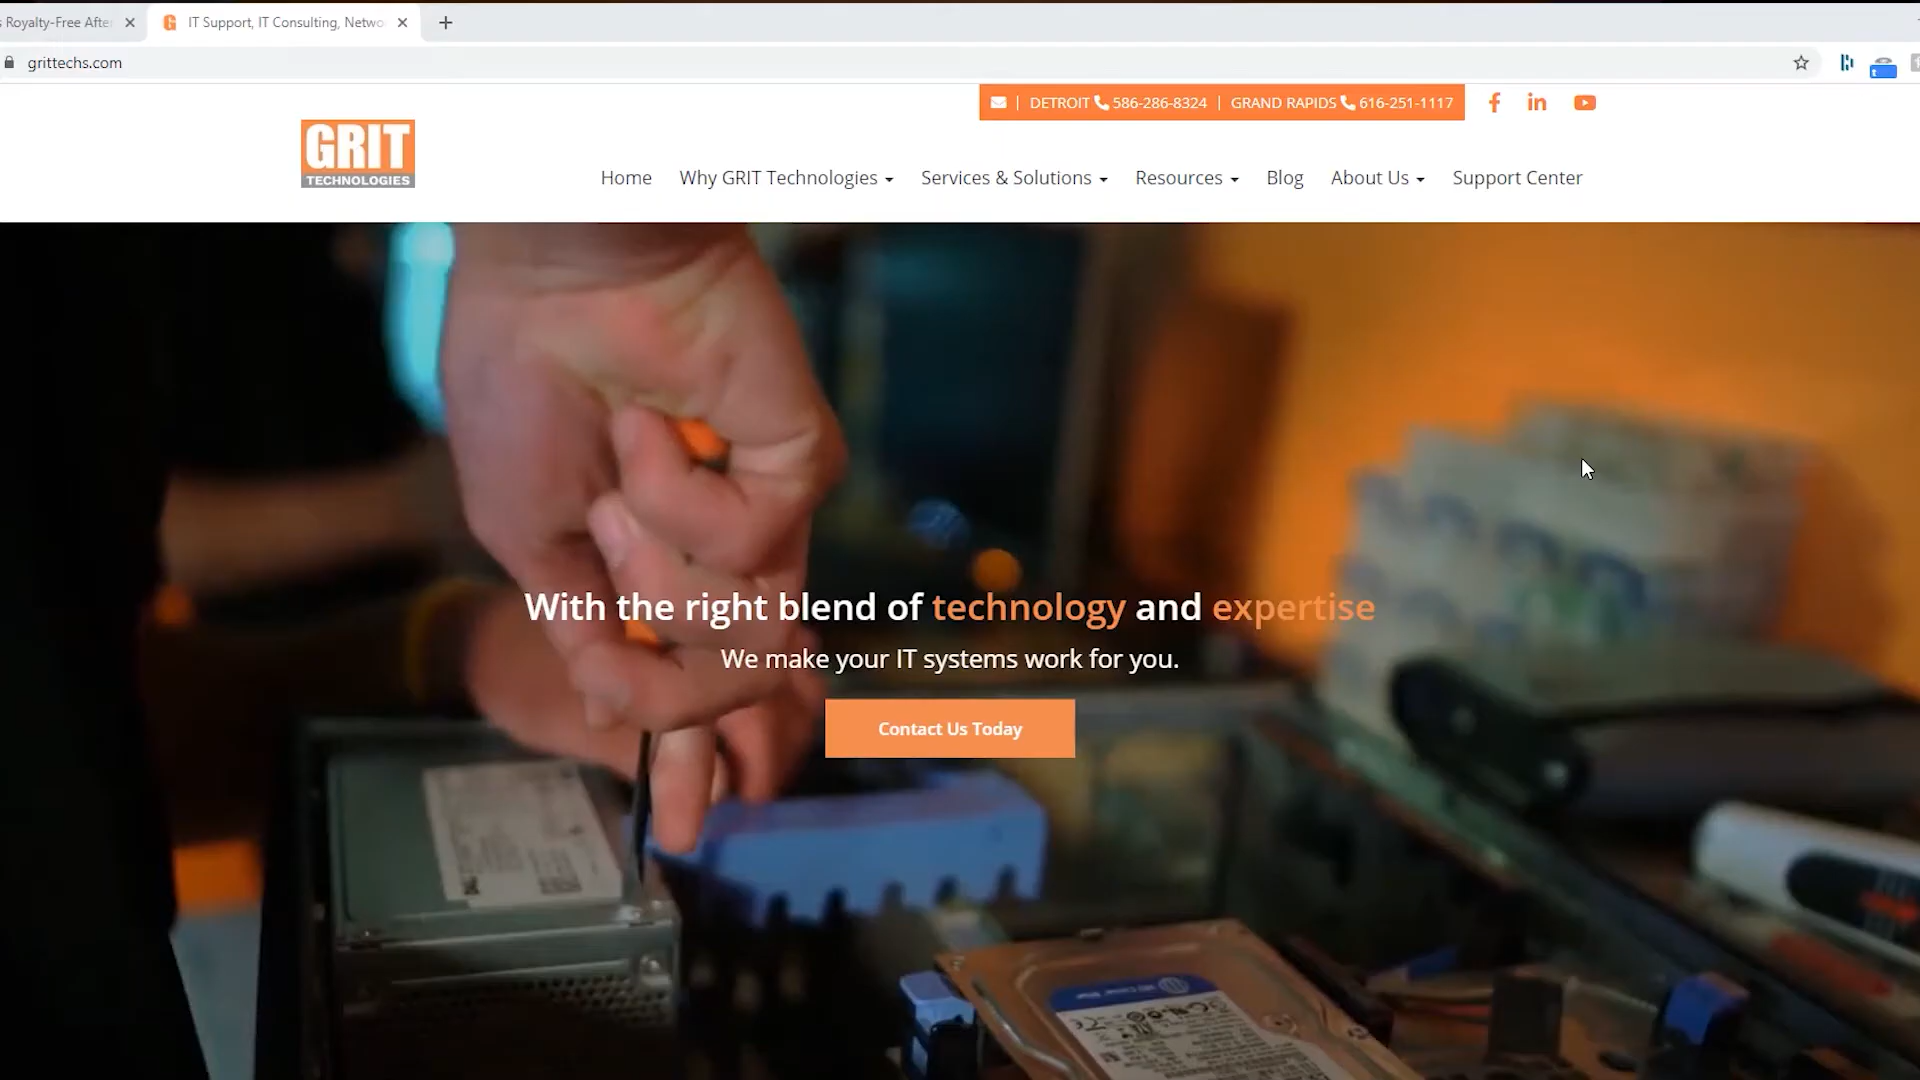 s Royalty-Free After
IT Support, IT Consulting, Netwo
grittechs.com
DETROIT 586-286-8324 | GRAND RAPIDS 616-251-1117
GRIT
TECHNOLOGIES
Home Why GRIT Technologies Services & Solutions Resources Blog About Us Support Center
With the right blend of technology and expertise
We make your IT systems work for you.
Contact Us Today